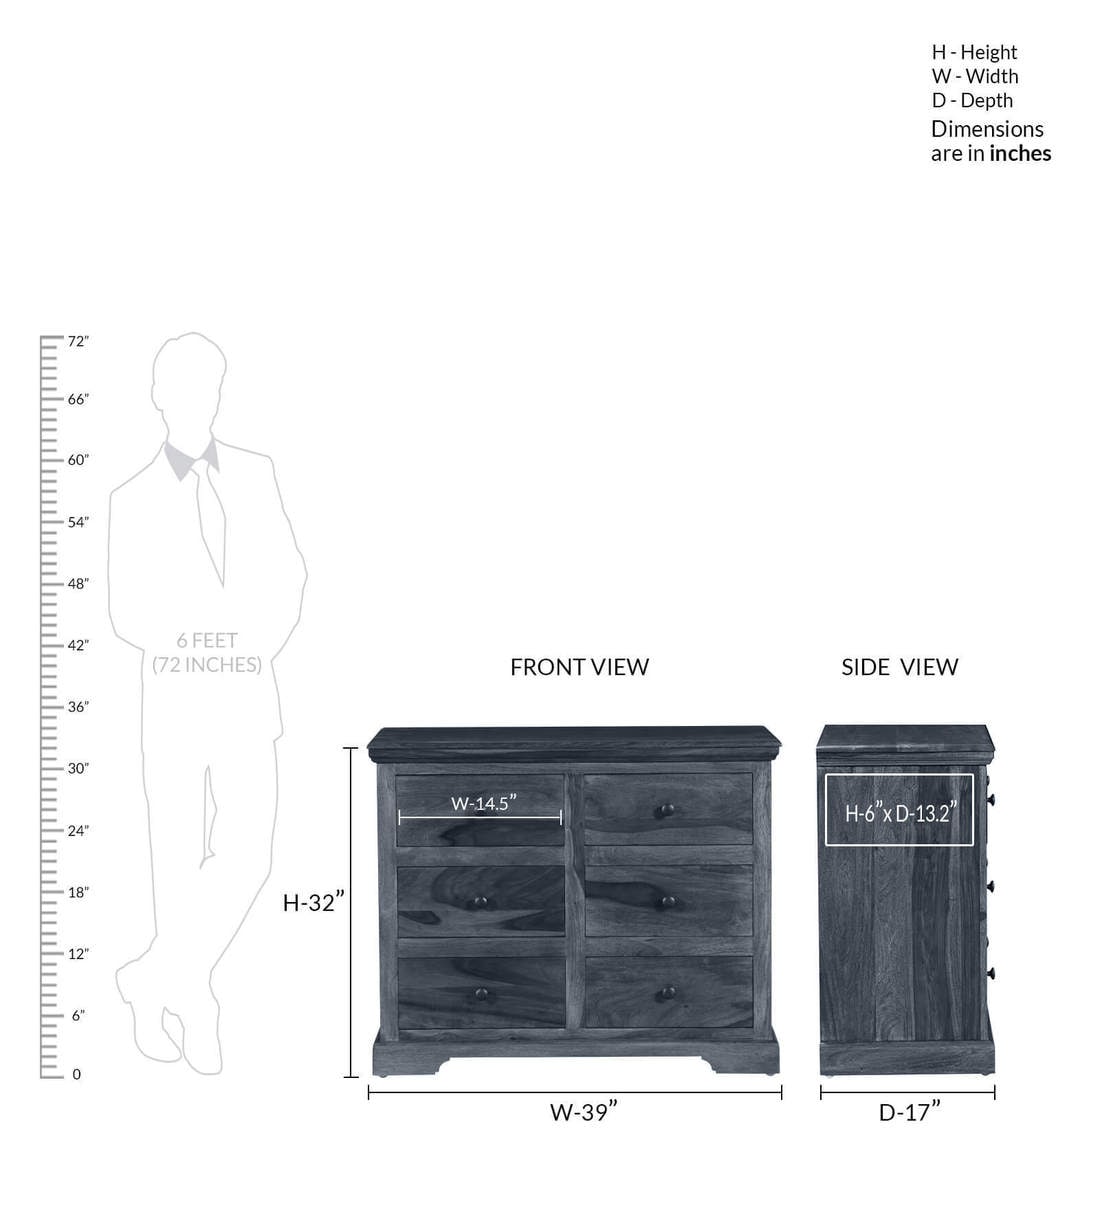 H - Height
W - Width
D - Depth
Dimensions
are in inches
72”
66”
60”
54”
48”
42”
36”
30”
24”
18”
12”
6”
0
6 FEET
(72 INCHES)
FRONT VIEW
SIDE VIEW
W-14.5”
H-6”x D-13.2”
H-32”
W-39”
D-17”